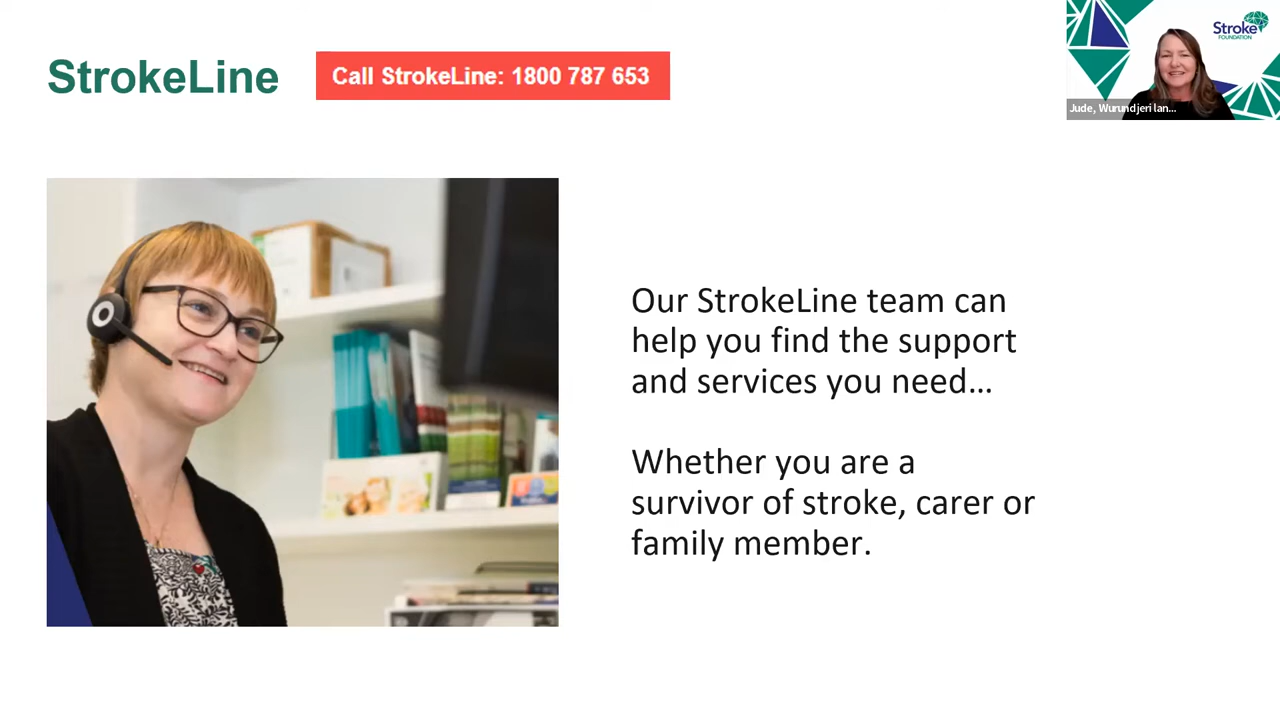 StrokeLine
Call StrokeLine: 1800 787 653
Stroke
FOUNDATION
Jude, Wurundjeri lan...
Our StrokeLine team can
help you find the support
and services you need...
Whether you are a
survivor of stroke, carer or
family member.